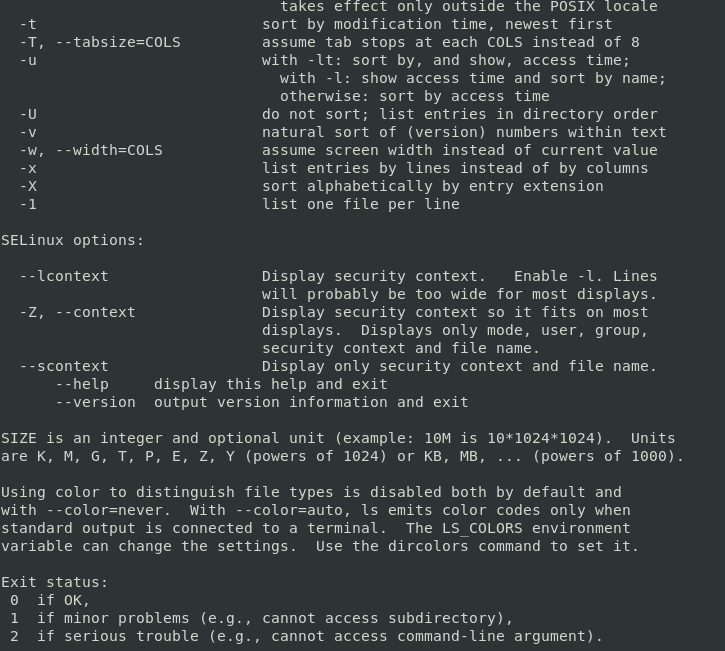 takes effect only outside the POSIX locale
  -t                         sort by modification time, newest first
  -T, --tabsize=COLS         assume tab stops at each COLS instead of 8
  -u                         with -lt: sort by, and show, access time;
                               with -l: show access time and sort by name;
                               otherwise: sort by access time
  -U                         do not sort; list entries in directory order
  -v                         natural sort of (version) numbers within text
  -w, --width=COLS           assume screen width instead of current value
  -x                         list entries by lines instead of by columns
  -X                         sort alphabetically by entry extension
  -1                         list one file per line

SELinux options:

  --lcontext                 Display security context.   Enable -l. Lines
                             will probably be too wide for most displays.
  -Z, --context              Display security context so it fits on most
                             displays.  Displays only mode, user, group,
                             security context and file name.
  --scontext                 Display only security context and file name.
      --help     display this help and exit
      --version  output version information and exit

SIZE is an integer and optional unit (example: 10M is 10*1024*1024).  Units
are K, M, G, T, P, E, Z, Y (powers of 1024) or KB, MB, ... (powers of 1000).

Using color to distinguish file types is disabled both by default and
with --color=never.  With --color=auto, ls emits color codes only when
standard output is connected to a terminal.  The LS_COLORS environment
variable can change the settings.  Use the dircolors command to set it.

Exit status:
 0  if OK,
 1  if minor problems (e.g., cannot access subdirectory),
 2  if serious trouble (e.g., cannot access command-line argument).